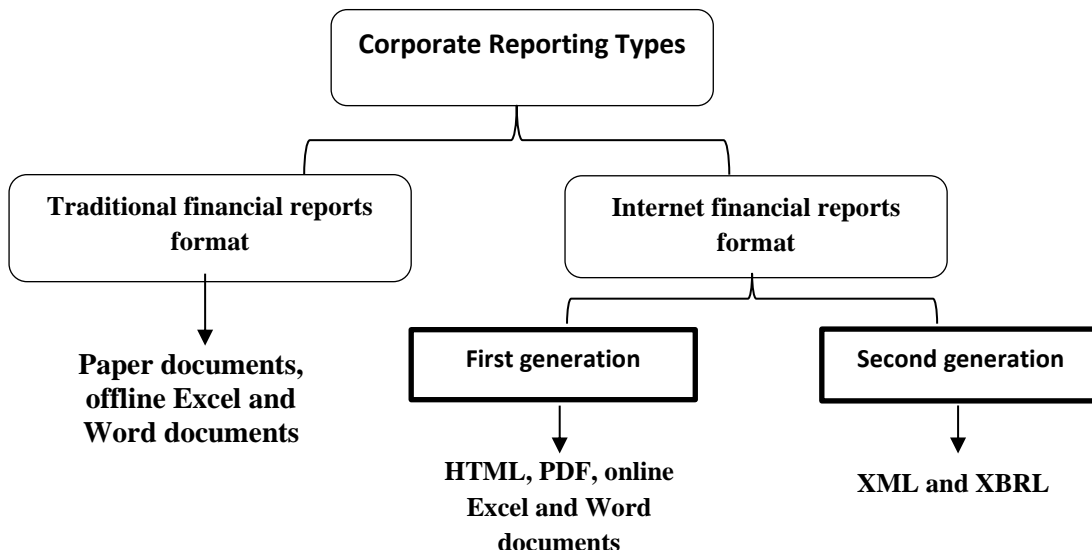 Corporate Reporting Types
Traditional financial reports
format
Internet financial reports
format
First generation
Second generation
Paper documents,
offline Excel and
Word documents
HTML, PDF, online
Excel and Word
documents
XML and XBRL